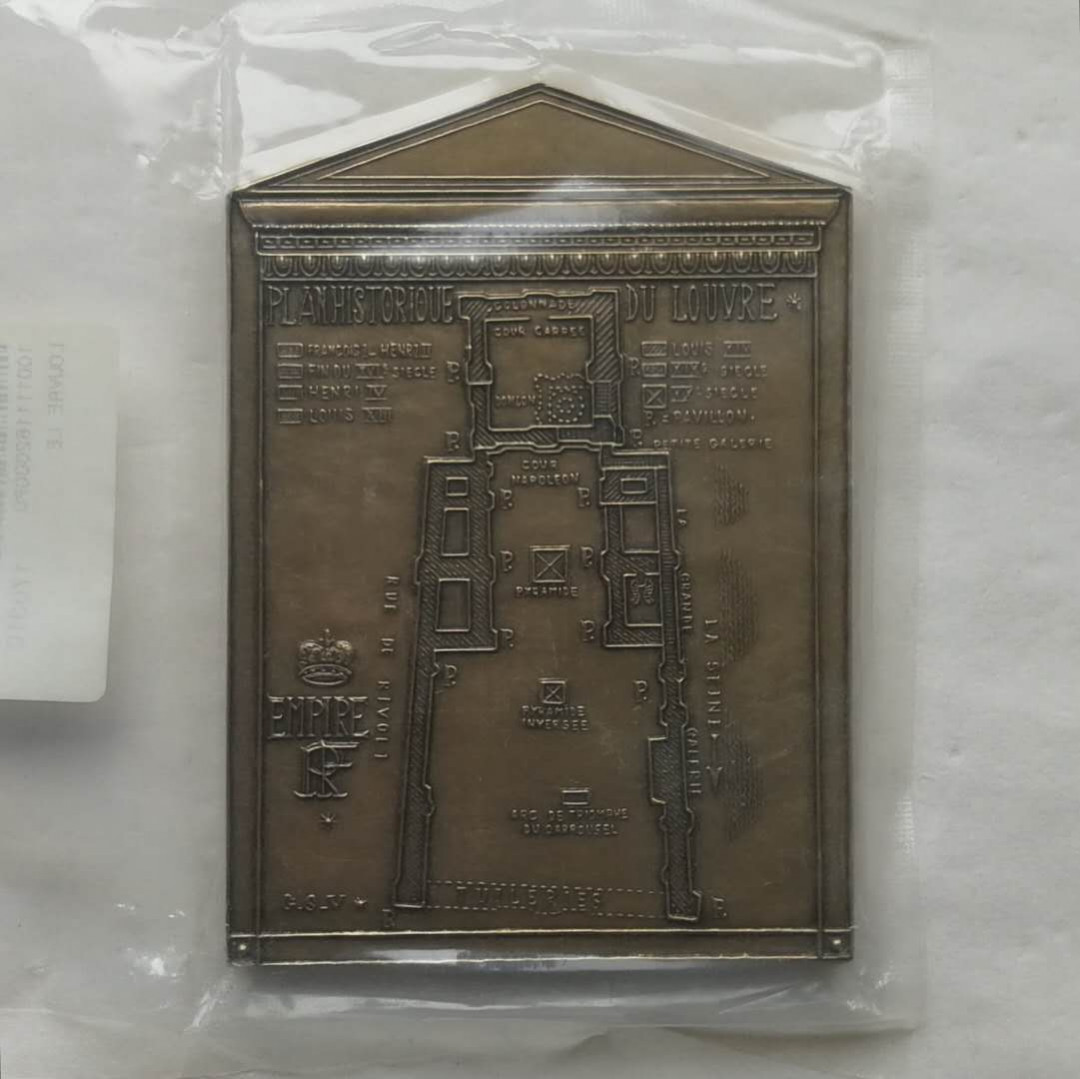 PLAN HISTORIQUE DU LOUVRE
COLONNADE
COUR CARREE
FRANCOIS I - HENRI II
FIN DU XVI SIECLE
HENRI IV
LOUIS XIII
LOUIS XIV
XIX SIECLE
XX SIECLE
P. = PAVILLON
PETITE GALERIE
DONJON
P.
P.
P.
P.
COUR
NAPOLEON
P.
P.
P.
P.
PYRAMIDE
P.
P.
P.
P.
PYRAMIDE
INVERSEE
ARC DE TRIOMPHE
DU CARROUSEL
RUE DE RIVOLI
LA GRANDE GALERIE
LA SEINE
EMPIRE
RF
TUILERIES
G.S.V
P.
P.